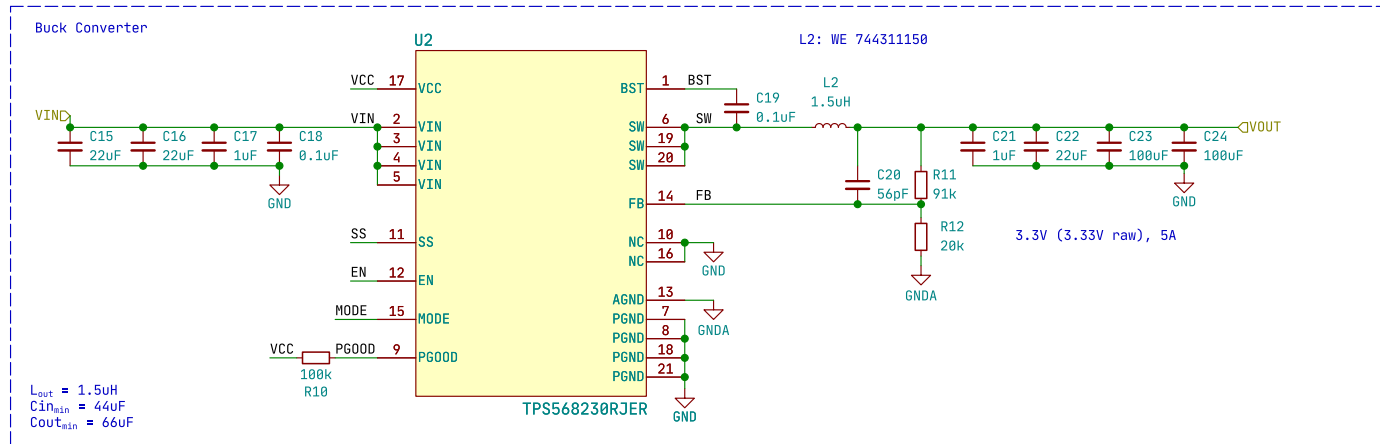 Buck Converter
U2
L2: WE 744311150
VCC 17 VCC
BST 1 BST
L2
1.5uH
C19
0.1uF
VIN
C15
22uF
C16
22uF
C17
1uF
C18
0.1uF
GND
VIN 2 VIN
3 VIN
4 VIN
5 VIN
SW 6 SW
SW 19
SW 20
C20
56pF
R11
91k
C21
1uF
C22
22uF
C23
100uF
C24
100uF
VOUT
GND
FB 14 FB
R12
20k
GNDA
3.3V (3.33V raw), 5A
SS 11 SS
NC 10
NC 16
GND
EN 12 EN
AGND 13
GNDA
MODE 15 MODE
PGND 7
PGND 8
VCC
100k
R10
PGOOD 9 PGOOD
PGND 18
PGND 21
GND
TPS568230RJER
Lout = 1.5uH
Cinmin = 44uF
Coutmin = 66uF